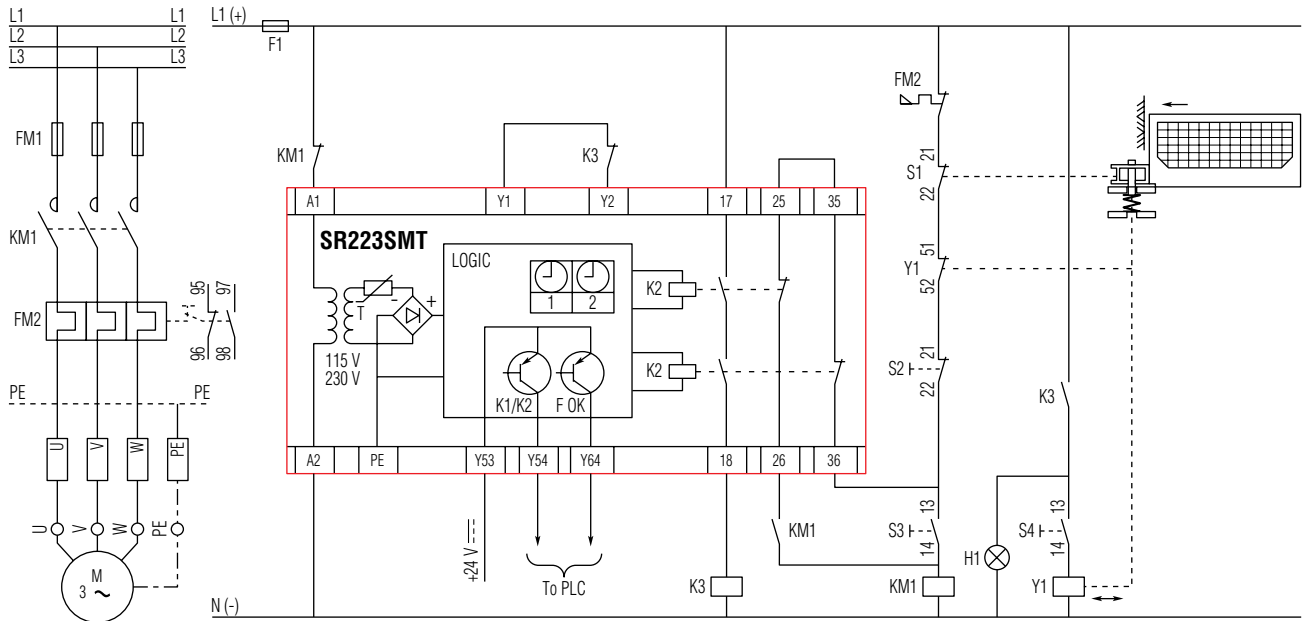 L1 L1
L2 L2
L3 L3
FM1
KM1
FM2
95 97
96 98
PE PE
U V W PE
U V W PE
M
3 ~
L1 (+)
F1
KM1
K3
A1 Y1 Y2 17 25 35
SR223SMT
LOGIC
1 2
T - +
115 V
230 V
K2
K2
K1/K2 F OK
A2 PE Y53 Y54 Y64 18 26 36
+24 V
To PLC
KM1
K3
N (-)
FM2
21
S1
22
51
Y1
52
21
S2
22
13
S3
14
KM1
K3
H1
13
S4
14
Y1